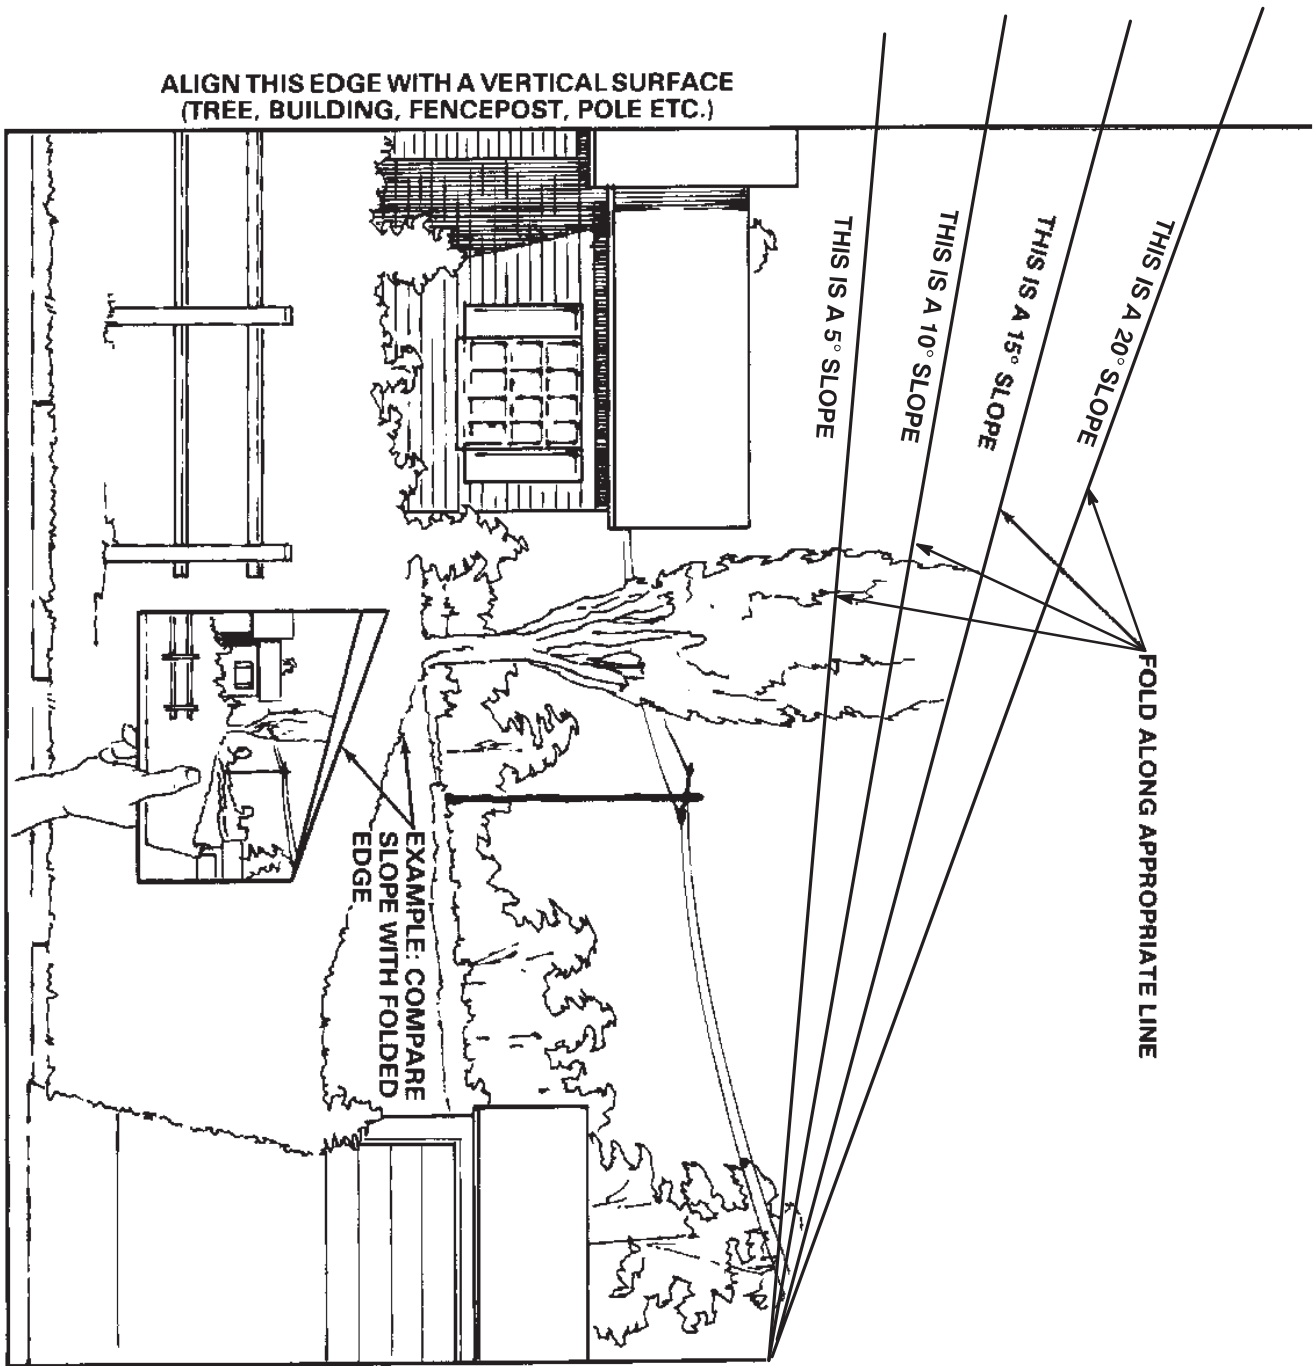 ALIGN THIS EDGE WITH A VERTICAL SURFACE
(TREE, BUILDING, FENCEPOST, POLE ETC.)
THIS IS A 5° SLOPE
THIS IS A 10° SLOPE
THIS IS A 15° SLOPE
THIS IS A 20° SLOPE
FOLD ALONG APPROPRIATE LINE
EXAMPLE: COMPARE
SLOPE WITH FOLDED
EDGE